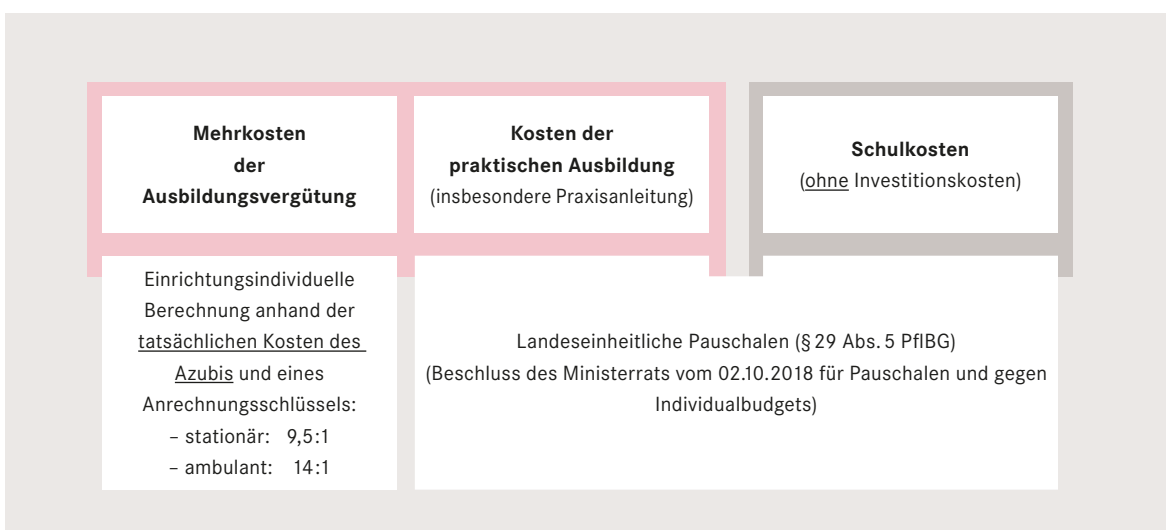 Mehrkosten
der
Ausbildungsvergütung
Kosten der
praktischen Ausbildung
(insbesondere Praxisanleitung)
Schulkosten
(ohne Investitionskosten)
Einrichtungsindividuelle
Berechnung anhand der
tatsächlichen Kosten des
Azubis und eines
Anrechnungsschlüssels:
– stationär: 9,5:1
– ambulant: 14:1
Landeseinheitliche Pauschalen (§ 29 Abs. 5 PflBG)
(Beschluss des Ministerrats vom 02.10.2018 für Pauschalen und gegen
Individualbudgets)